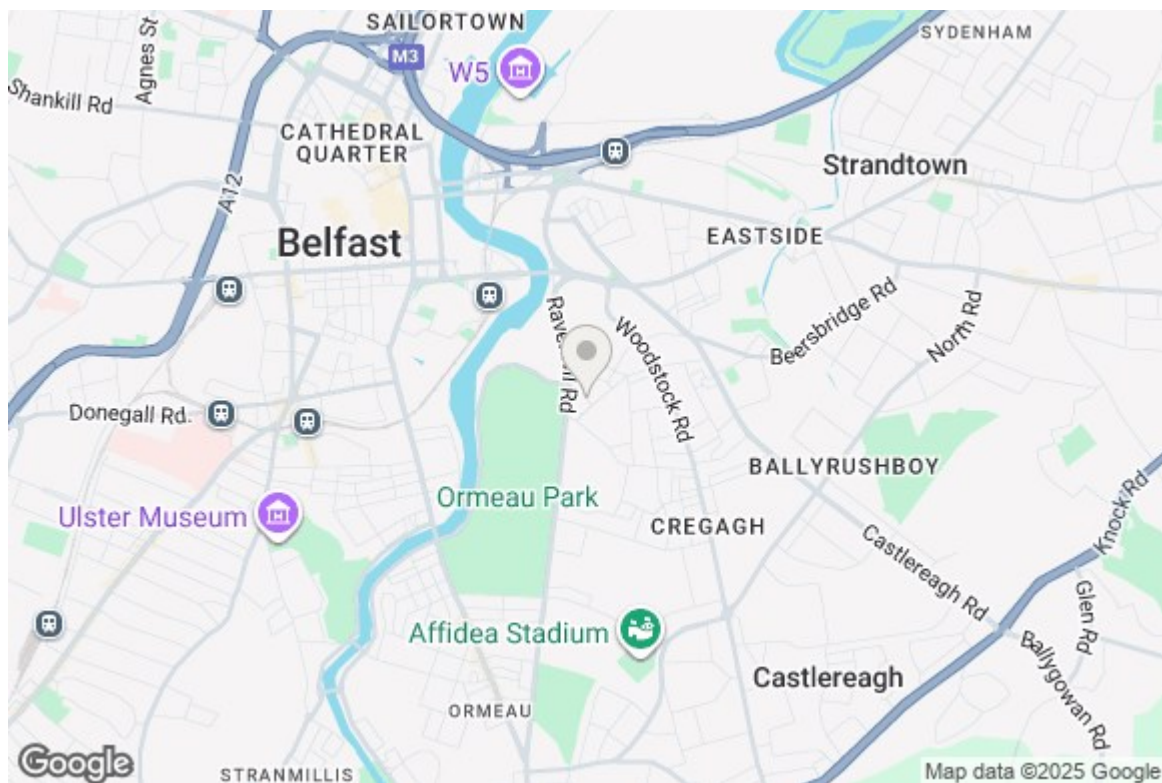 SAILORTOWN
SYDENHAM
Agnes St
M3
W5
Shankill Rd
CATHEDRAL
QUARTER
Strandtown
A12
Belfast
EASTSIDE
Beersbridge Rd
North Rd
Woodstock Rd
Donegall Rd.
BALLYRUSHBOY
Knock Rd
Ormeau Park
Ulster Museum
CREGAGH
Castlereagh Rd
Glen Rd
Affidea Stadium
Ballygowan Rd
Castlereagh
ORMEAU
STRANMILLIS
Google
Map data ©2025 Google